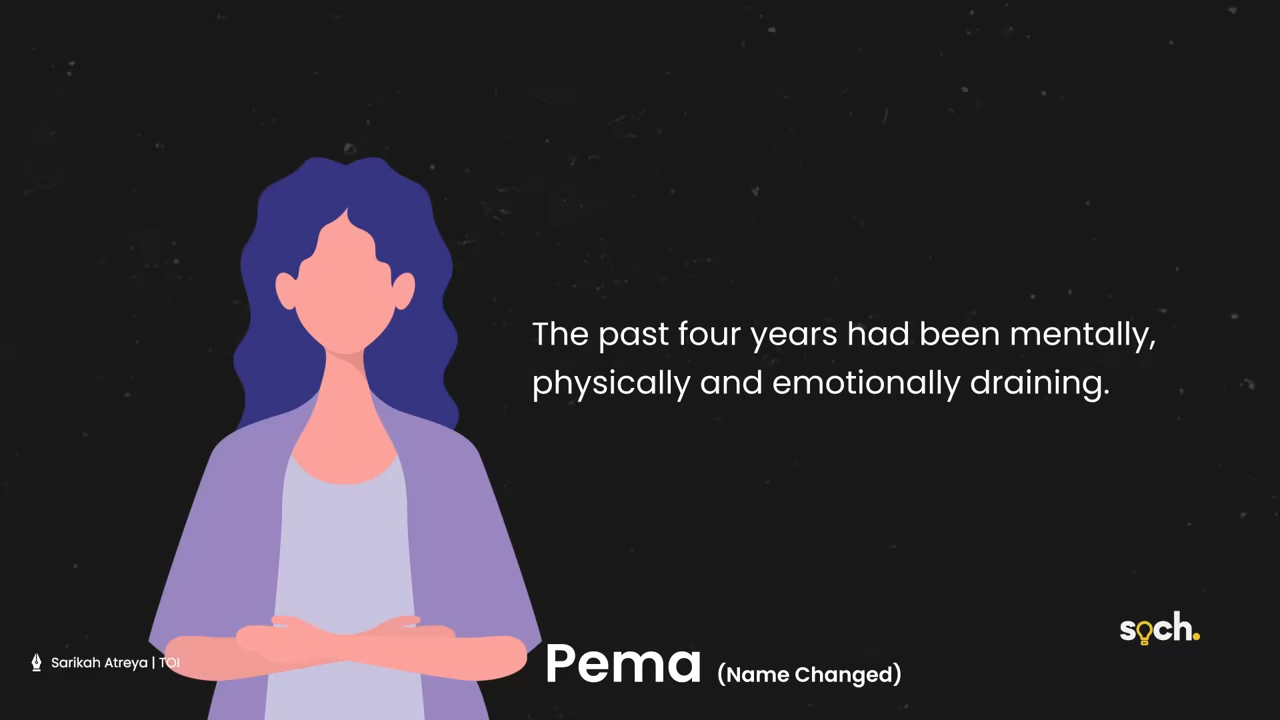 The past four years had been mentally,
physically and emotionally draining.
soch.
Sarikah Atreya | TOI
Pema (Name Changed)